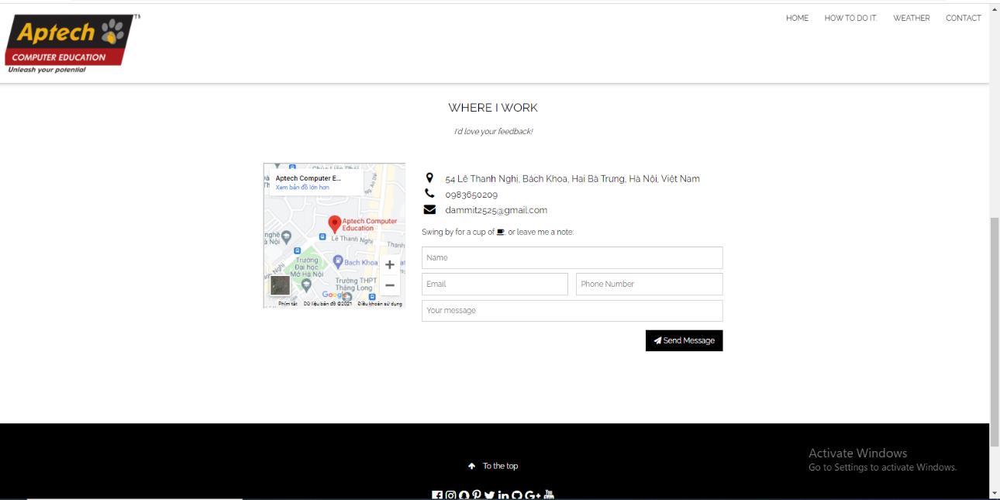 Aptech
TM
COMPUTER EDUCATION
Unleash your potential
HOME HOW TO DO IT. WEATHER CONTACT
WHERE I WORK
I'd love your feedback!
Aptech Computer E...
Xem bản đồ lớn hơn
Aptech Computer
Education
Lê Thanh Nghị
Thanh
Trường
Đại học
Mở Hà Nội
Bách Khoa
Trường THPT
Thăng Long
Google
Phím tắt Dữ liệu bản đồ ©2021 Điều khoản sử dụng
54 Lê Thanh Nghị, Bách Khoa, Hai Bà Trưng, Hà Nội, Việt Nam
0983650209
dammit2525@gmail.com
Swing by for a cup of , or leave me a note:
Name
Email Phone Number
Your message
Send Message
To the top
Activate Windows
Go to Settings to activate Windows.